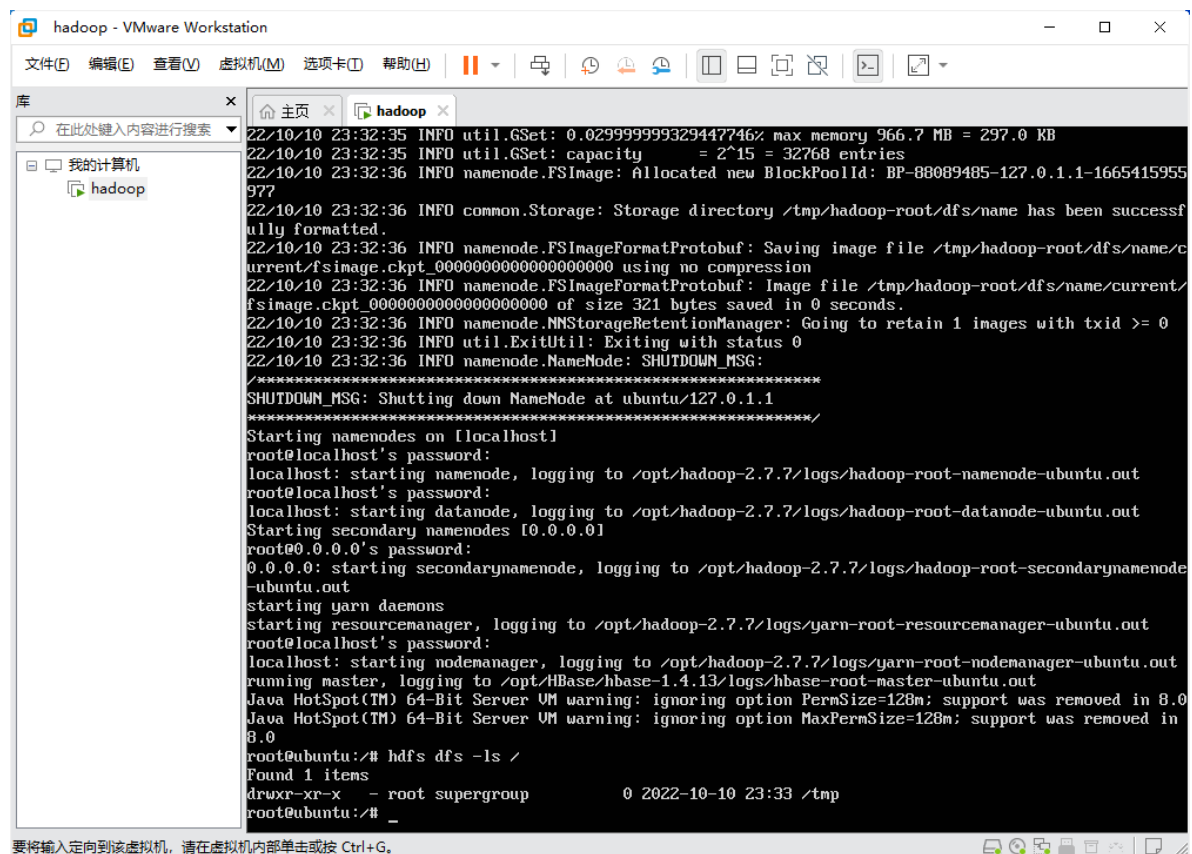 hadoop - VMware Workstation
文件(F) 编辑(E) 查看(V) 虚拟机(M) 选项卡(T) 帮助(H)
库
在此处键入内容进行搜索
我的计算机
hadoop
主页 hadoop
22/10/10 23:32:35 INFO util.GSet: 0.029999999329447746% max memory 966.7 MB = 297.0 KB
22/10/10 23:32:35 INFO util.GSet: capacity      = 2^15 = 32768 entries
22/10/10 23:32:36 INFO namenode.FSImage: Allocated new BlockPoolId: BP-88089485-127.0.1.1-1665415955
977
22/10/10 23:32:36 INFO common.Storage: Storage directory /tmp/hadoop-root/dfs/name has been successf
ully formatted.
22/10/10 23:32:36 INFO namenode.FSImageFormatProtobuf: Saving image file /tmp/hadoop-root/dfs/name/c
urrent/fsimage.ckpt_0000000000000000000 using no compression
22/10/10 23:32:36 INFO namenode.FSImageFormatProtobuf: Image file /tmp/hadoop-root/dfs/name/current/
fsimage.ckpt_0000000000000000000 of size 321 bytes saved in 0 seconds.
22/10/10 23:32:36 INFO namenode.NNStorageRetentionManager: Going to retain 1 images with txid >= 0
22/10/10 23:32:36 INFO util.ExitUtil: Exiting with status 0
22/10/10 23:32:36 INFO namenode.NameNode: SHUTDOWN_MSG:
/************************************************************
SHUTDOWN_MSG: Shutting down NameNode at ubuntu/127.0.1.1
************************************************************/
Starting namenodes on [localhost]
root@localhost's password:
localhost: starting namenode, logging to /opt/hadoop-2.7.7/logs/hadoop-root-namenode-ubuntu.out
root@localhost's password:
localhost: starting datanode, logging to /opt/hadoop-2.7.7/logs/hadoop-root-datanode-ubuntu.out
Starting secondary namenodes [0.0.0.0]
root@0.0.0.0's password:
0.0.0.0: starting secondarynamenode, logging to /opt/hadoop-2.7.7/logs/hadoop-root-secondarynamenode
-ubuntu.out
starting yarn daemons
starting resourcemanager, logging to /opt/hadoop-2.7.7/logs/yarn-root-resourcemanager-ubuntu.out
root@localhost's password:
localhost: starting nodemanager, logging to /opt/hadoop-2.7.7/logs/yarn-root-nodemanager-ubuntu.out
running master, logging to /opt/HBase/hbase-1.4.13/logs/hbase-root-master-ubuntu.out
Java HotSpot(TM) 64-Bit Server VM warning: ignoring option PermSize=128m; support was removed in 8.0
Java HotSpot(TM) 64-Bit Server VM warning: ignoring option MaxPermSize=128m; support was removed in
8.0
root@ubuntu:/# hdfs dfs -ls /
Found 1 items
drwxr-xr-x   - root supergroup          0 2022-10-10 23:33 /tmp
root@ubuntu:/# _
要将输入定向到该虚拟机，请在虚拟机内部单击或按 Ctrl+G。